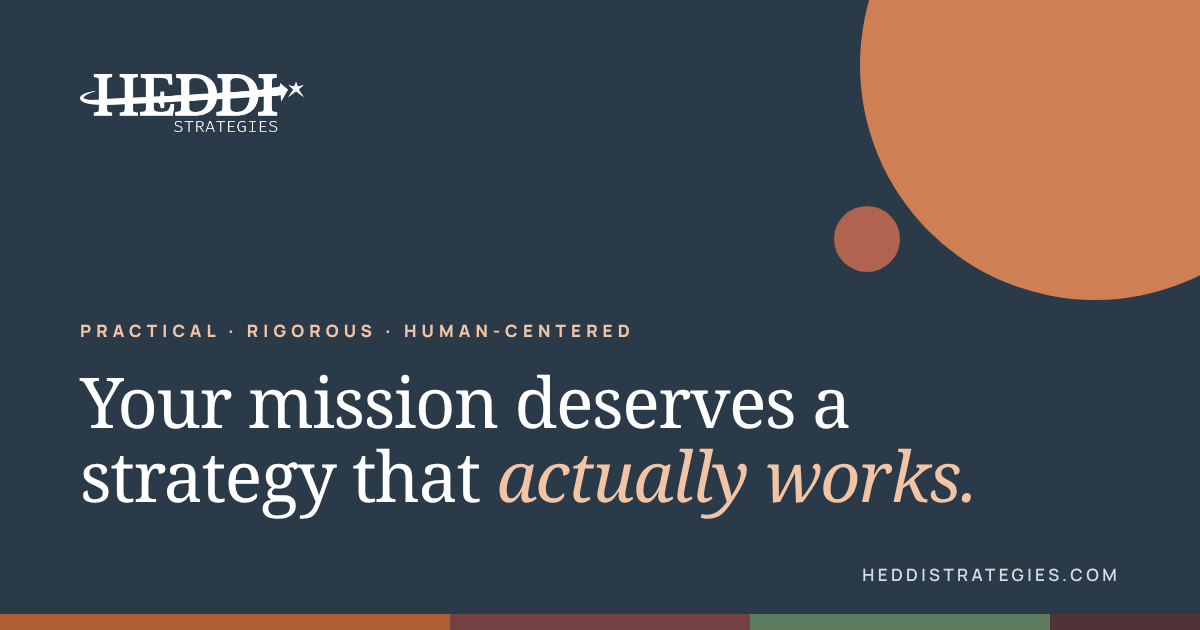 HEDDI
STRATEGIES
PRACTICAL · RIGOROUS · HUMAN-CENTERED
Your mission deserves a
strategy that actually works.
HEDDISTRATEGIES.COM